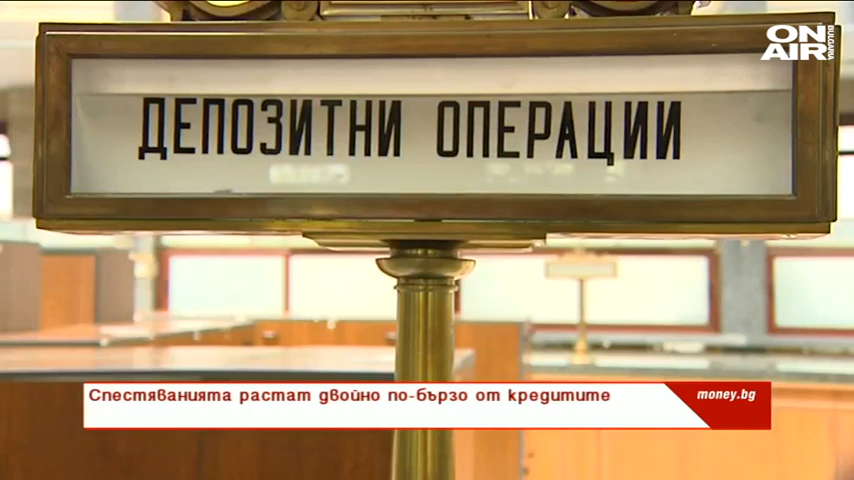 ON
AIR
BULGARIA
ДЕПОЗИТНИ ОПЕРАЦИИ
Спестяванията растат двойно по-бързо от кредитите
money.bg